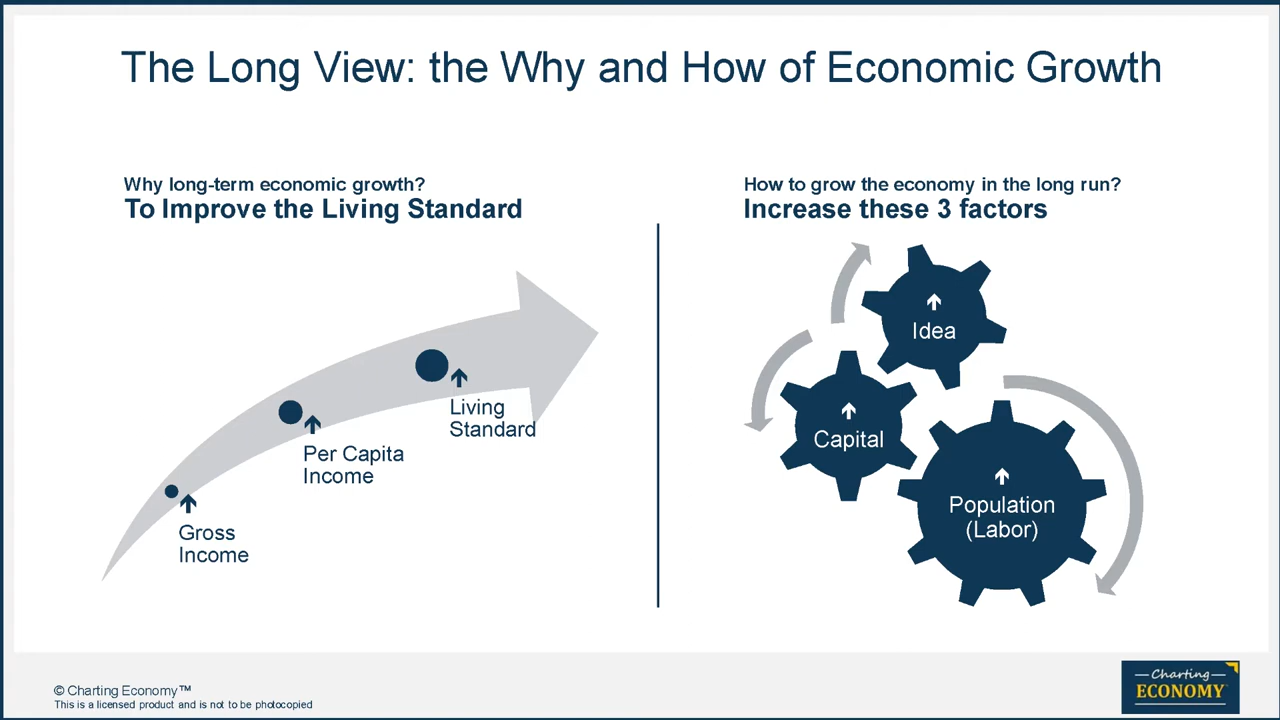 The Long View: the Why and How of Economic Growth
Why long-term economic growth?
To Improve the Living Standard
Living
Standard
Per Capita
Income
Gross
Income
How to grow the economy in the long run?
Increase these 3 factors
Idea
Capital
Population
(Labor)
© Charting Economy™
This is a licensed product and is not to be photocopied
Charting
ECONOMY